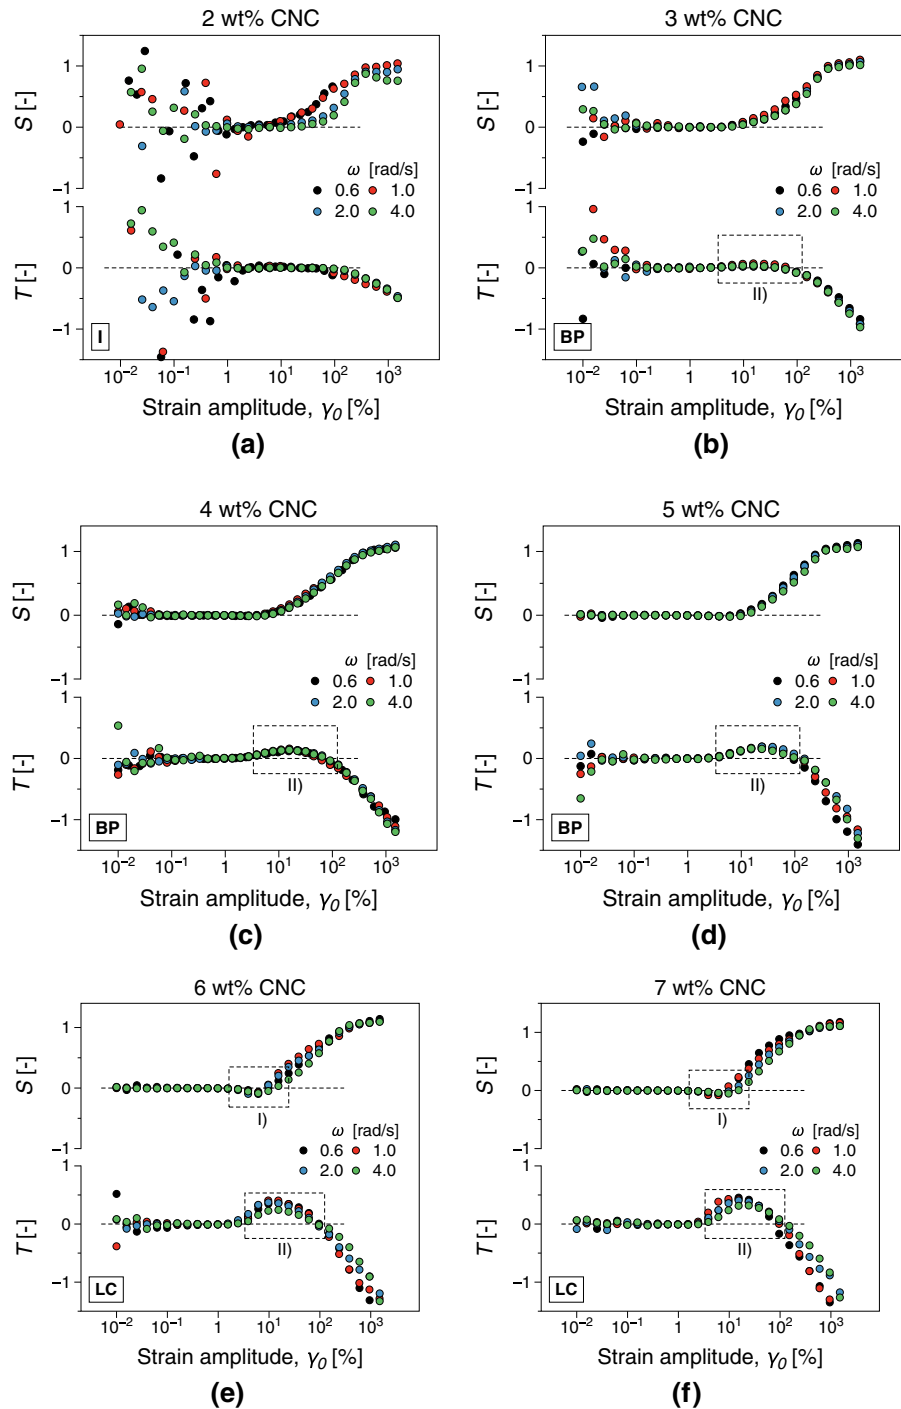 2 wt% CNC
1
S [-]
0
ω [rad/s]
0.6 1.0
2.0 4.0
−1
1
T [-]
0
−1
I
10⁻² 10⁻¹ 1 10¹ 10² 10³
Strain amplitude, γ₀ [%]
(a)
3 wt% CNC
1
S [-]
0
ω [rad/s]
0.6 1.0
2.0 4.0
−1
1
T [-]
0
II)
−1
BP
10⁻² 10⁻¹ 1 10¹ 10² 10³
Strain amplitude, γ₀ [%]
(b)
4 wt% CNC
1
S [-]
0
ω [rad/s]
0.6 1.0
2.0 4.0
−1
1
T [-]
0
II)
−1
BP
10⁻² 10⁻¹ 1 10¹ 10² 10³
Strain amplitude, γ₀ [%]
(c)
5 wt% CNC
1
S [-]
0
ω [rad/s]
0.6 1.0
2.0 4.0
−1
1
T [-]
0
II)
−1
BP
10⁻² 10⁻¹ 1 10¹ 10² 10³
Strain amplitude, γ₀ [%]
(d)
6 wt% CNC
1
S [-]
0
I)
ω [rad/s]
0.6 1.0
2.0 4.0
−1
1
T [-]
0
II)
−1
LC
10⁻² 10⁻¹ 1 10¹ 10² 10³
Strain amplitude, γ₀ [%]
(e)
7 wt% CNC
1
S [-]
0
I)
ω [rad/s]
0.6 1.0
2.0 4.0
−1
1
T [-]
0
II)
−1
LC
10⁻² 10⁻¹ 1 10¹ 10² 10³
Strain amplitude, γ₀ [%]
(f)